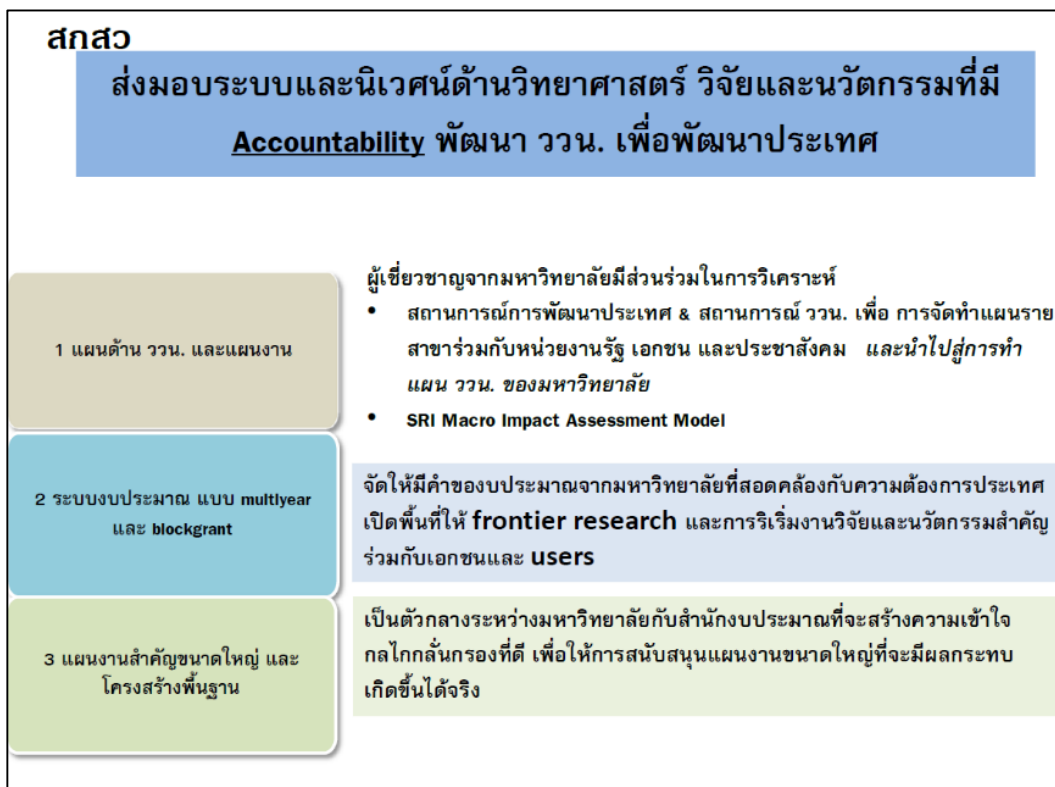 สกสว
ส่งมอบระบบและนิเวศน์ด้านวิทยาศาสตร์ วิจัยและนวัตกรรมที่มี
Accountability พัฒนา ววน. เพื่อพัฒนาประเทศ
1 แผนด้าน ววน. และแผนงาน
ผู้เชี่ยวชาญจากมหาวิทยาลัยมีส่วนร่วมในการวิเคราะห์
• สถานการณ์การพัฒนาประเทศ & สถานการณ์ ววน. เพื่อ การจัดทำแผนราย
สาขาร่วมกับหน่วยงานรัฐ เอกชน และประชาสังคม และนำไปสู่การทำ
แผน ววน. ของมหาวิทยาลัย
• SRI Macro Impact Assessment Model
2 ระบบงบประมาณ แบบ multiyear
และ blockgrant
จัดให้มีคำของบประมาณจากมหาวิทยาลัยที่สอดคล้องกับความต้องการประเทศ
เปิดพื้นที่ให้ frontier research และการริเริ่มงานวิจัยและนวัตกรรมสำคัญ
ร่วมกับเอกชนและ users
3 แผนงานสำคัญขนาดใหญ่ และ
โครงสร้างพื้นฐาน
เป็นตัวกลางระหว่างมหาวิทยาลัยกับสำนักงบประมาณที่จะสร้างความเข้าใจ
กลไกกลั่นกรองที่ดี เพื่อให้การสนับสนุนแผนงานขนาดใหญ่ที่จะมีผลกระทบ
เกิดขึ้นได้จริง